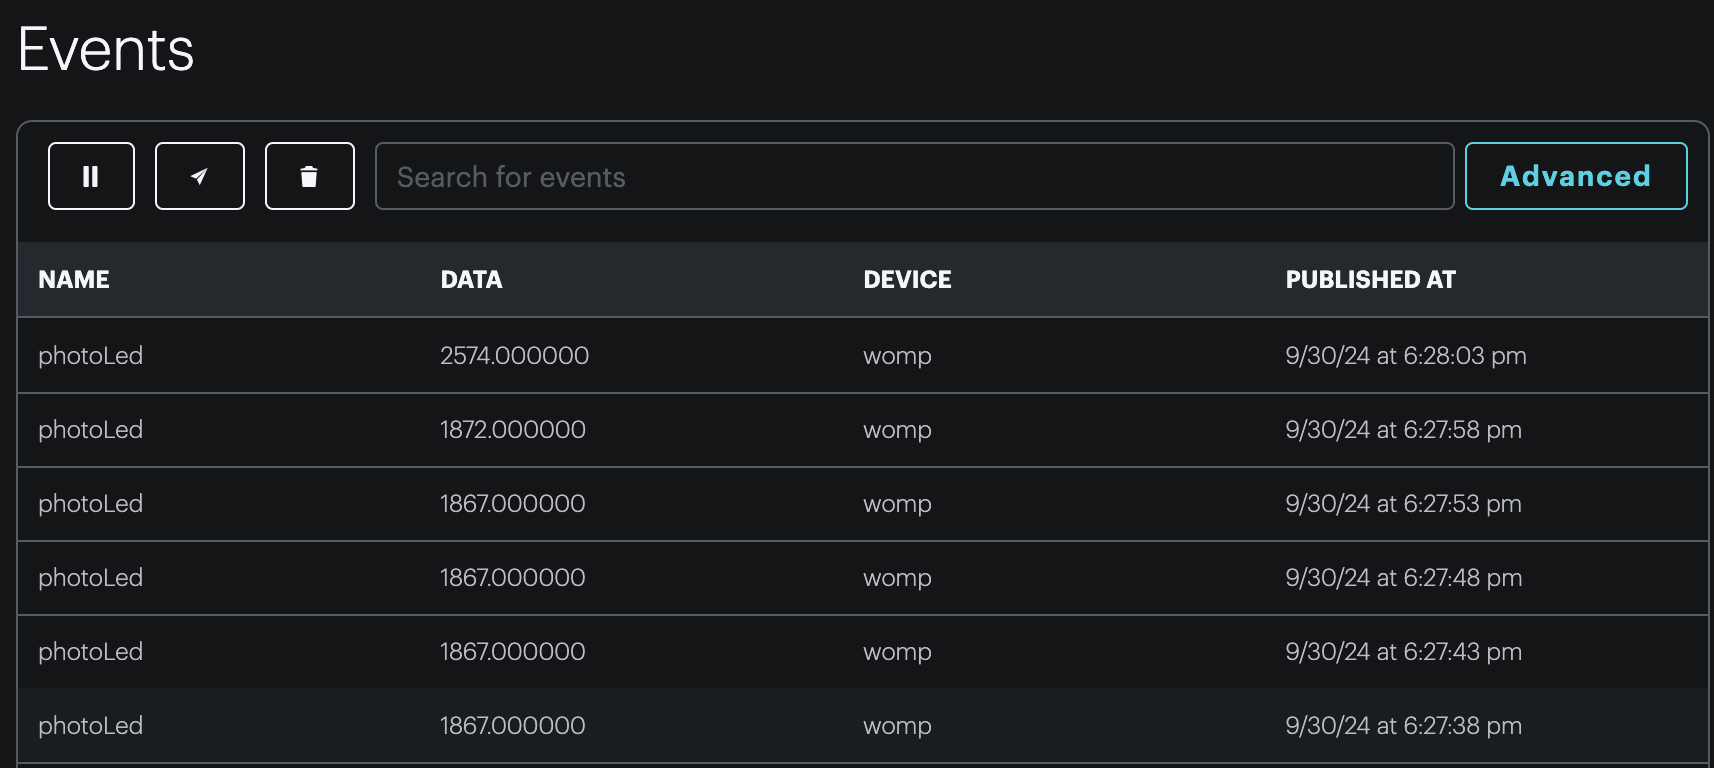 Events
Search for events Advanced
NAME DATA DEVICE PUBLISHED AT
photoLed 2574.000000 womp 9/30/24 at 6:28:03 pm
photoLed 1872.000000 womp 9/30/24 at 6:27:58 pm
photoLed 1867.000000 womp 9/30/24 at 6:27:53 pm
photoLed 1867.000000 womp 9/30/24 at 6:27:48 pm
photoLed 1867.000000 womp 9/30/24 at 6:27:43 pm
photoLed 1867.000000 womp 9/30/24 at 6:27:38 pm